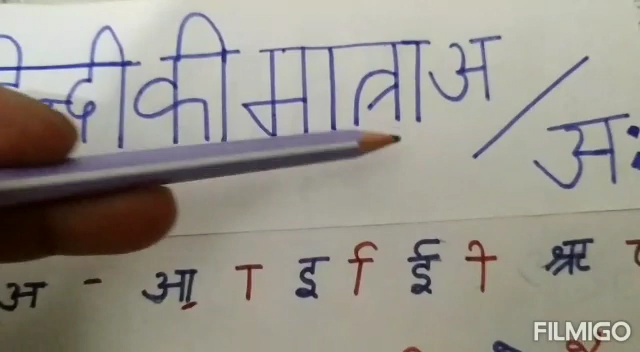 हिन्दी की मात्रा अ / अः
अ - आ ा इ ि ई ी ऋ
FILMIGO